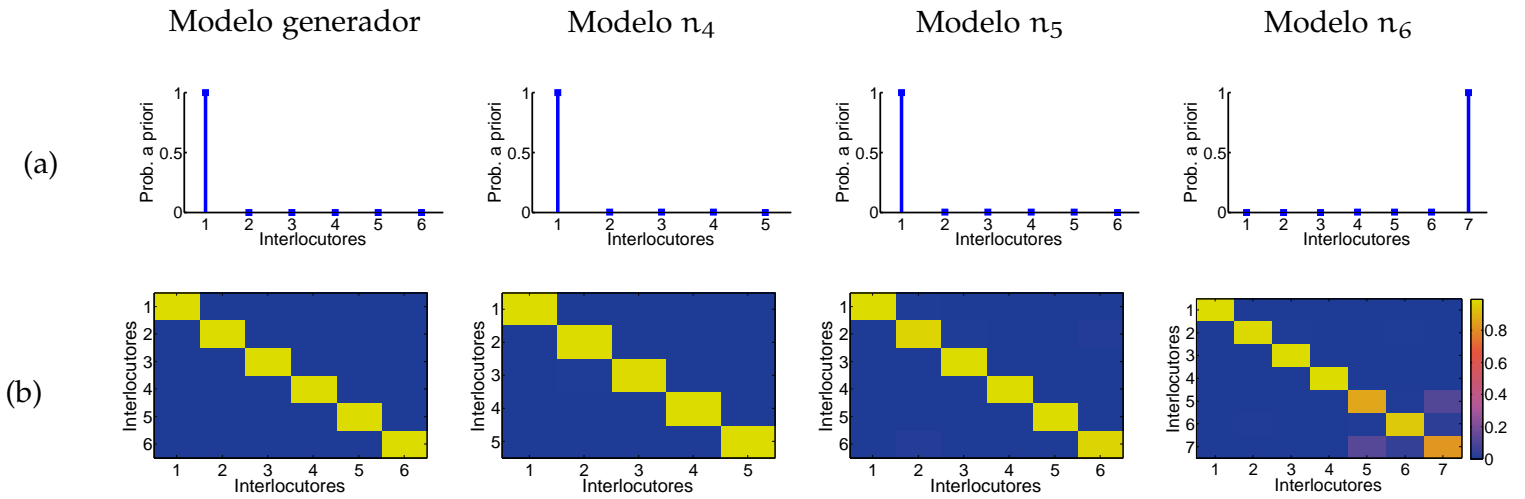 Modelo generador Modelo n4 Modelo n5 Modelo n6
(a)
Prob. a priori
1
0.5
0
1 2 3 4 5 6
Interlocutores
Prob. a priori
1
0.5
0
1 2 3 4 5
Interlocutores
Prob. a priori
1
0.5
0
1 2 3 4 5 6
Interlocutores
Prob. a priori
1
0.5
0
1 2 3 4 5 6 7
Interlocutores
(b)
Interlocutores
1
2
3
4
5
6
1 2 3 4 5 6
Interlocutores
Interlocutores
1
2
3
4
5
1 2 3 4 5
Interlocutores
Interlocutores
1
2
3
4
5
6
1 2 3 4 5 6
Interlocutores
Interlocutores
1
2
3
4
5
6
7
1 2 3 4 5 6 7
Interlocutores
0.8
0.6
0.4
0.2
0